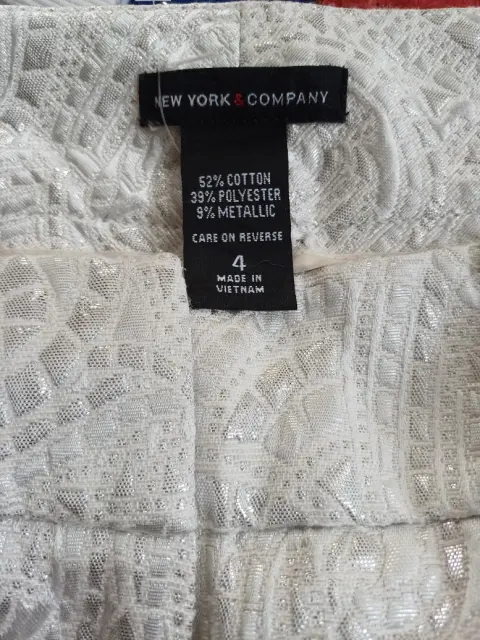 NEW YORK & COMPANY
52% COTTON
39% POLYESTER
9% METALLIC
CARE ON REVERSE
4
MADE IN
VIETNAM